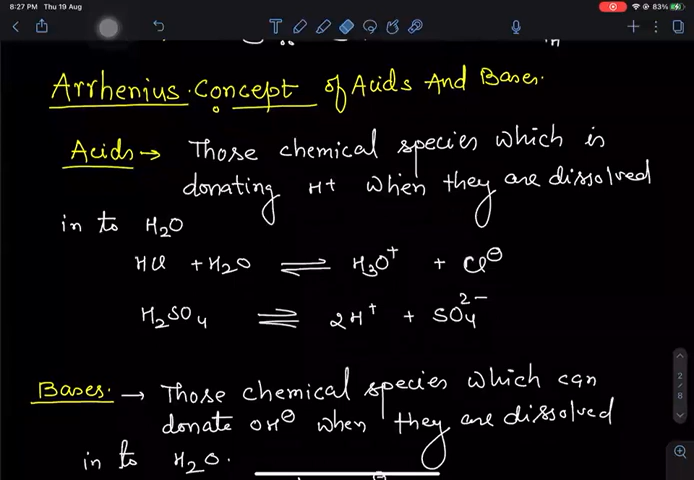 8:27 PM Thu 19 Aug
83%
Arrhenius Concept of Acids And Bases.
Acids → Those chemical species which is
donating H+ when they are dissolved
in to H2O
HCl + H2O ⇌ H3O+ + Cl⊖
H2SO4 ⇌ 2H+ + SO4 2−
Bases. → Those chemical species which can
donate OH⊖ when they are dissolved
in to H2O.
2
/
8